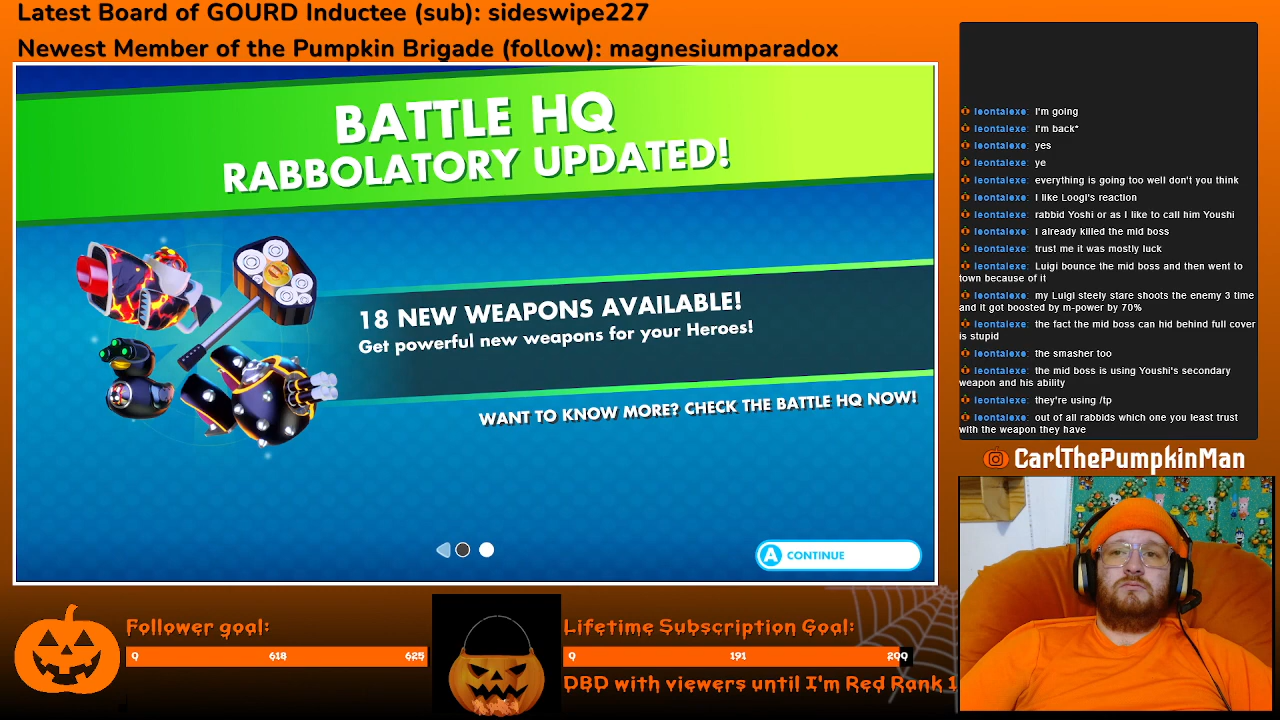 Latest Board of GOURD Inductee (sub): sideswipe227
Newest Member of the Pumpkin Brigade (follow): magnesiumparadox
BATTLE HQ
RABBOLATORY UPDATED!
18 NEW WEAPONS AVAILABLE!
Get powerful new weapons for your Heroes!
WANT TO KNOW MORE? CHECK THE BATTLE HQ NOW!
A CONTINUE
leontalexe: I'm going
leontalexe: I'm back*
leontalexe: yes
leontalexe: ye
leontalexe: everything is going too well don't you think
leontalexe: I like Loogi's reaction
leontalexe: rabbid Yoshi or as I like to call him Youshi
leontalexe: I already killed the mid boss
leontalexe: trust me it was mostly luck
leontalexe: Luigi bounce the mid boss and then went to
town because of it
leontalexe: my Luigi steely stare shoots the enemy 3 time
and it got boosted by m-power by 70%
leontalexe: the fact the mid boss can hid behind full cover
is stupid
leontalexe: the smasher too
leontalexe: the mid boss is using Youshi's secondary
weapon and his ability
leontalexe: they're using /tp
leontalexe: out of all rabbids which one you least trust
with the weapon they have
CarlThePumpkinMan
Follower goal:
0 618 625
Lifetime Subscription Goal:
0 191 200
DBD with viewers until I'm Red Rank 1